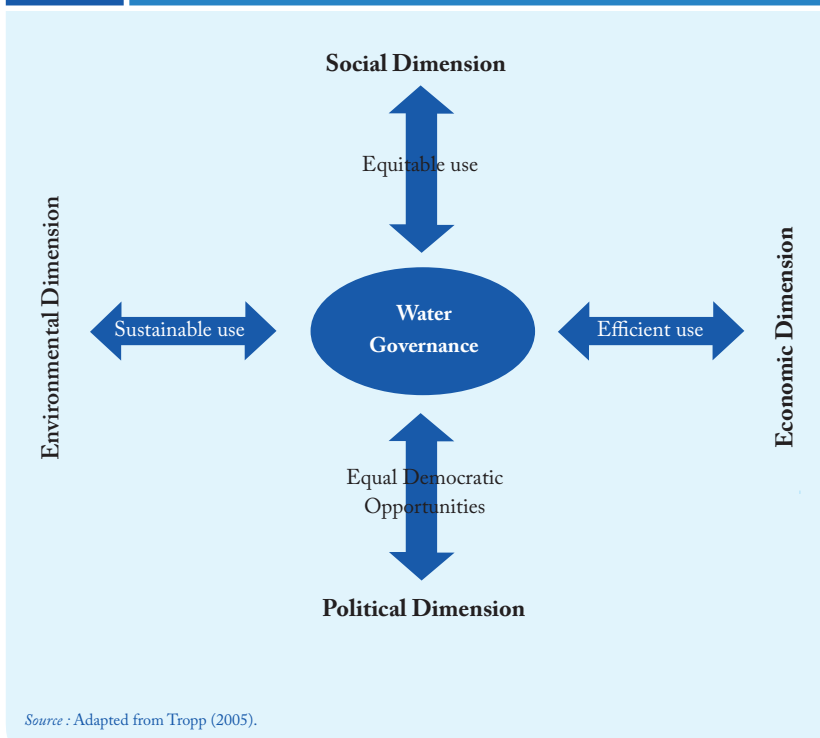 Social Dimension
Equitable use
Environmental Dimension
Sustainable use
Water
Governance
Efficient use
Economic Dimension
Equal Democratic
Opportunities
Political Dimension
Source : Adapted from Tropp (2005).